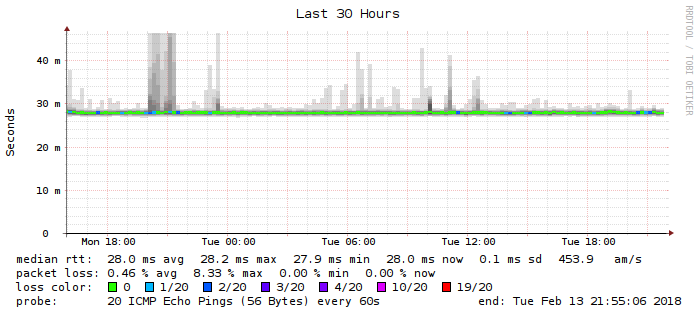 Last 30 Hours
RRDTOOL / TOBI OETIKER
Seconds
40 m
30 m
20 m
10 m
0
Mon 18:00 Tue 00:00 Tue 06:00 Tue 12:00 Tue 18:00
median rtt: 28.0 ms avg 28.2 ms max 27.9 ms min 28.0 ms now 0.1 ms sd 453.9 am/s
packet loss: 0.46 % avg 8.33 % max 0.00 % min 0.00 % now
loss color: 0 1/20 2/20 3/20 4/20 10/20 19/20
probe: 20 ICMP Echo Pings (56 Bytes) every 60s end: Tue Feb 13 21:55:06 2018